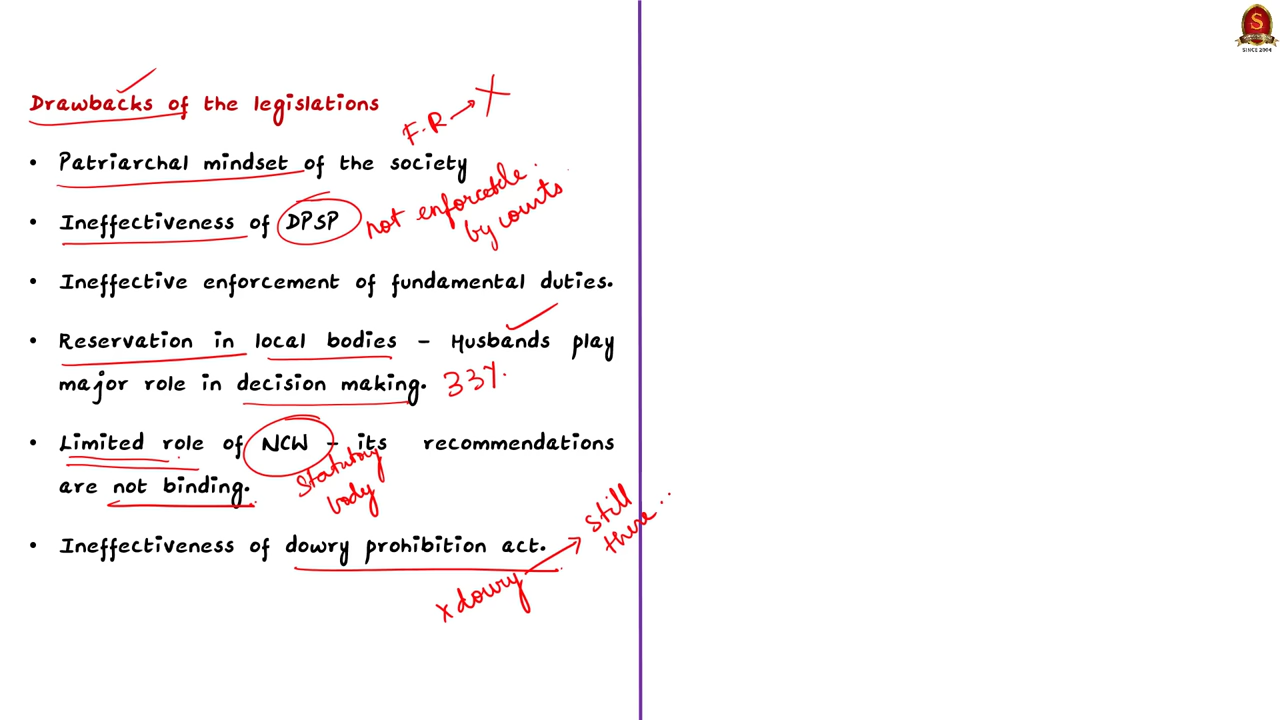 S
SINCE 2004
Drawbacks of the legislations
F.R → X
• Patriarchal mindset of the society
• Ineffectiveness of DPSP
not enforceable
by courts
• Ineffective enforcement of fundamental duties.
• Reservation in local bodies – Husbands play
major role in decision making.
33%.
• Limited role of NCW – its recommendations
are not binding.
Statutory
body
• Ineffectiveness of dowry prohibition act.
x dowry → still
there..